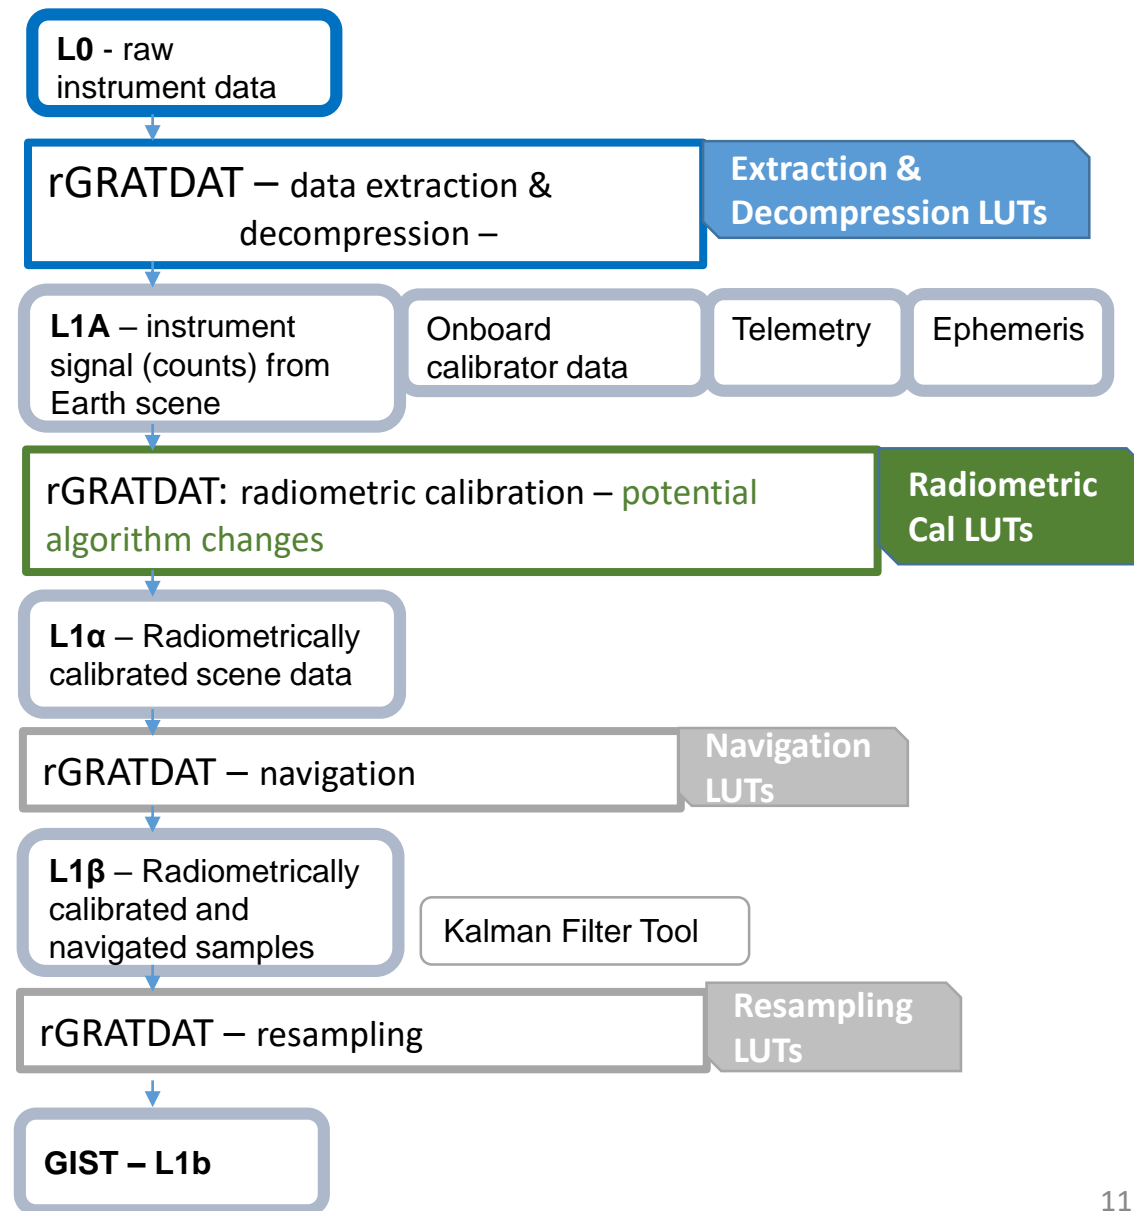 L0 - raw
instrument data
rGRATDAT – data extraction &
decompression –
Extraction &
Decompression LUTs
L1A – instrument
signal (counts) from
Earth scene
Onboard
calibrator data
Telemetry
Ephemeris
rGRATDAT: radiometric calibration – potential
algorithm changes
Radiometric
Cal LUTs
L1α – Radiometrically
calibrated scene data
rGRATDAT – navigation
Navigation
LUTs
L1β – Radiometrically
calibrated and
navigated samples
Kalman Filter Tool
rGRATDAT – resampling
Resampling
LUTs
GIST – L1b
11